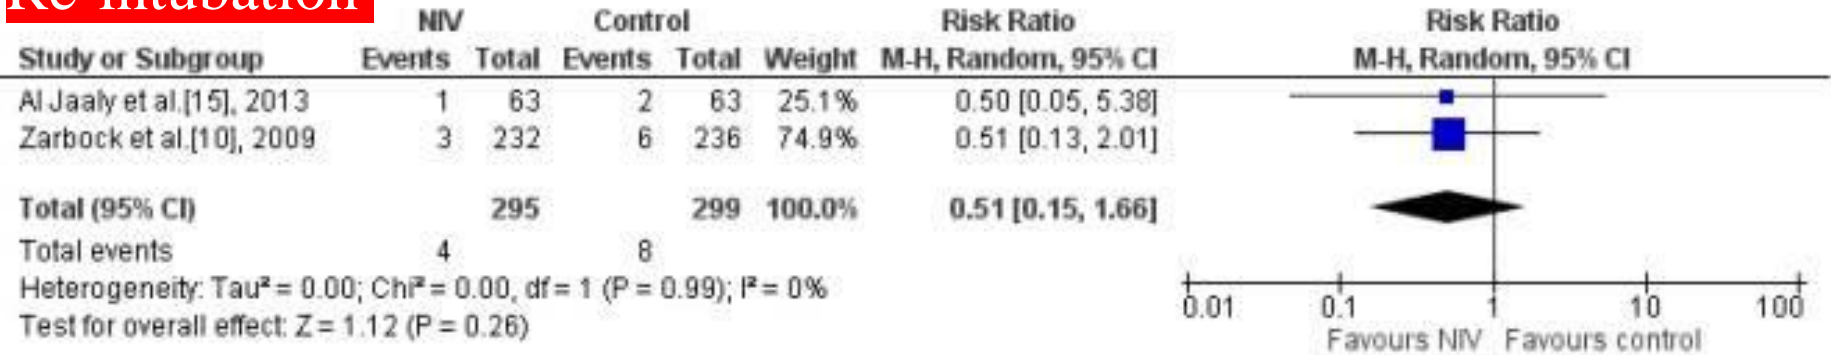 Re-intubation
NIV Control Risk Ratio Risk Ratio
Study or Subgroup Events Total Events Total Weight M-H, Random, 95% CI M-H, Random, 95% CI
Al Jaaly et al.[15], 2013 1 63 2 63 25.1% 0.50 [0.05, 5.38]
Zarbock et al.[10], 2009 3 232 6 236 74.9% 0.51 [0.13, 2.01]
Total (95% CI) 295 299 100.0% 0.51 [0.15, 1.66]
Total events 4 8
Heterogeneity: Tau² = 0.00; Chi² = 0.00, df = 1 (P = 0.99); I² = 0%
Test for overall effect: Z = 1.12 (P = 0.26)
0.01 0.1 1 10 100
Favours NIV Favours control